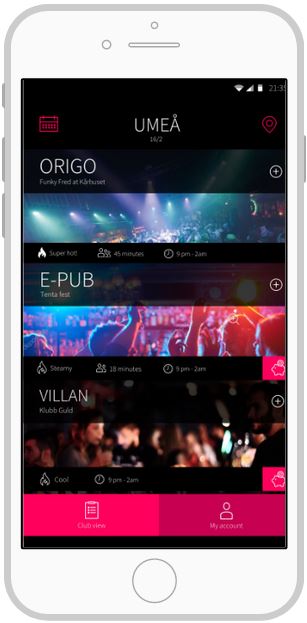 21:35
UMEÅ
16/2
ORIGO
Funky Fred at Kårhuset
Super hot! 45 minutes 9 pm - 2am
E-PUB
Tenta fest
Steamy 18 minutes 9 pm - 2am
VILLAN
Klubb Guld
Cool 9 pm - 2am
Club view My account